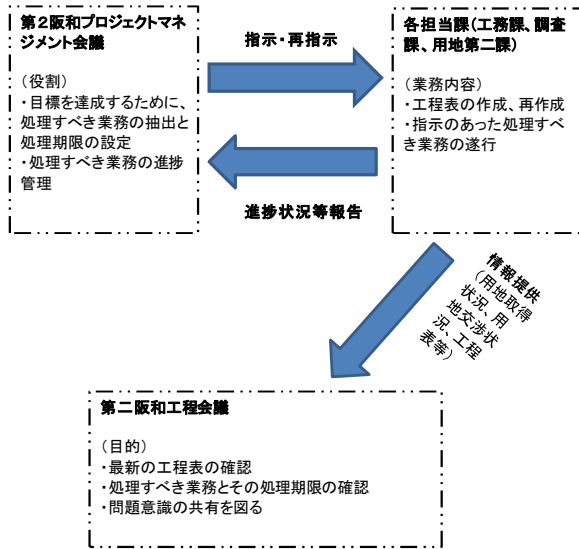 第２阪和プロジェクトマネ
ジメント会議
（役割）
・目標を達成するために、
処理すべき業務の抽出と
処理期限の設定
・処理すべき業務の進捗
管理
指示・再指示
進捗状況等報告
各担当課（工務課、調査
課、用地第二課）
（業務内容）
・工程表の作成、再作成
・指示のあった処理すべ
き業務の遂行
情報提供
（用地取得
状況、用
地交渉状
況、工程
表等）
第二阪和工程会議
（目的）
・最新の工程表の確認
・処理すべき業務とその処理期限の確認
・問題意識の共有を図る